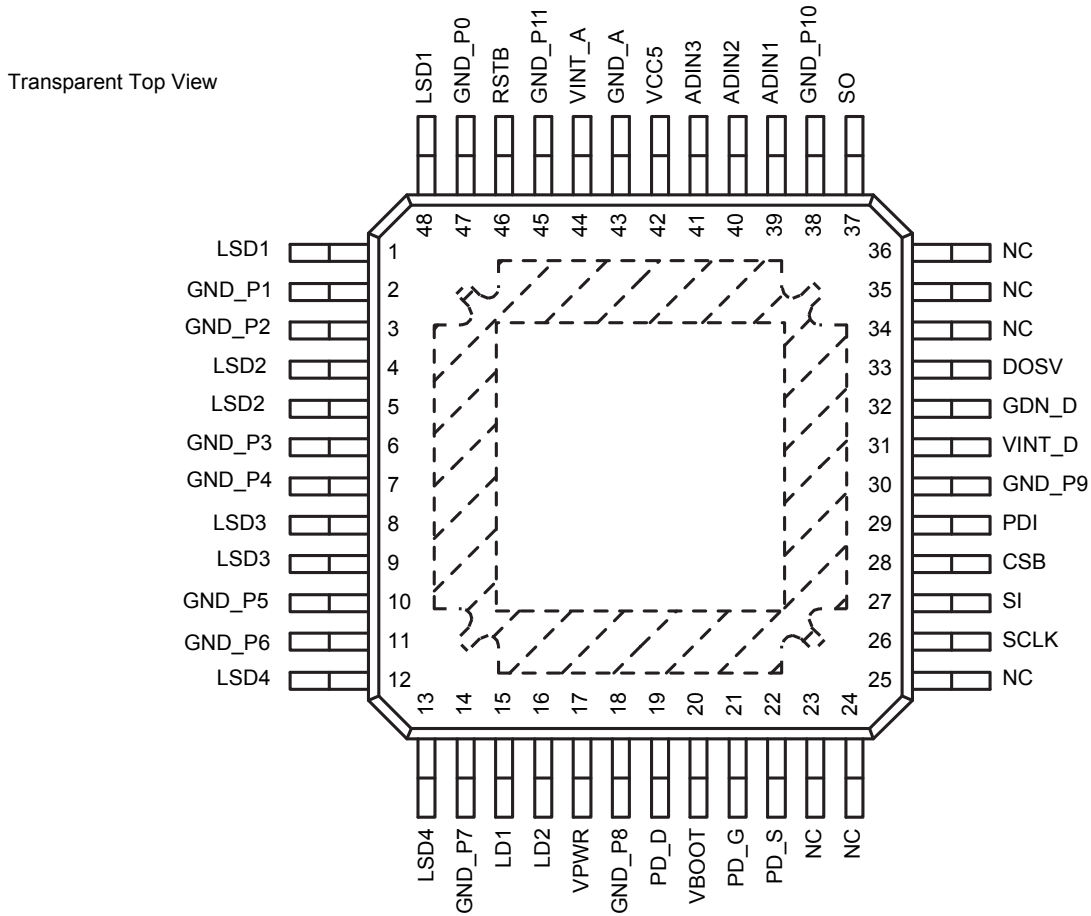 Transparent Top View
LSD1
GND_P0
RSTB
GND_P11
VINT_A
GND_A
VCC5
ADIN3
ADIN2
ADIN1
GND_P10
SO
48
47
46
45
44
43
42
41
40
39
38
37
LSD1 1
GND_P1 2
GND_P2 3
LSD2 4
LSD2 5
GND_P3 6
GND_P4 7
LSD3 8
LSD3 9
GND_P5 10
GND_P6 11
LSD4 12
36 NC
35 NC
34 NC
33 DOSV
32 GDN_D
31 VINT_D
30 GND_P9
29 PDI
28 CSB
27 SI
26 SCLK
25 NC
13
14
15
16
17
18
19
20
21
22
23
24
LSD4
GND_P7
LD1
LD2
VPWR
GND_P8
PD_D
VBOOT
PD_G
PD_S
NC
NC